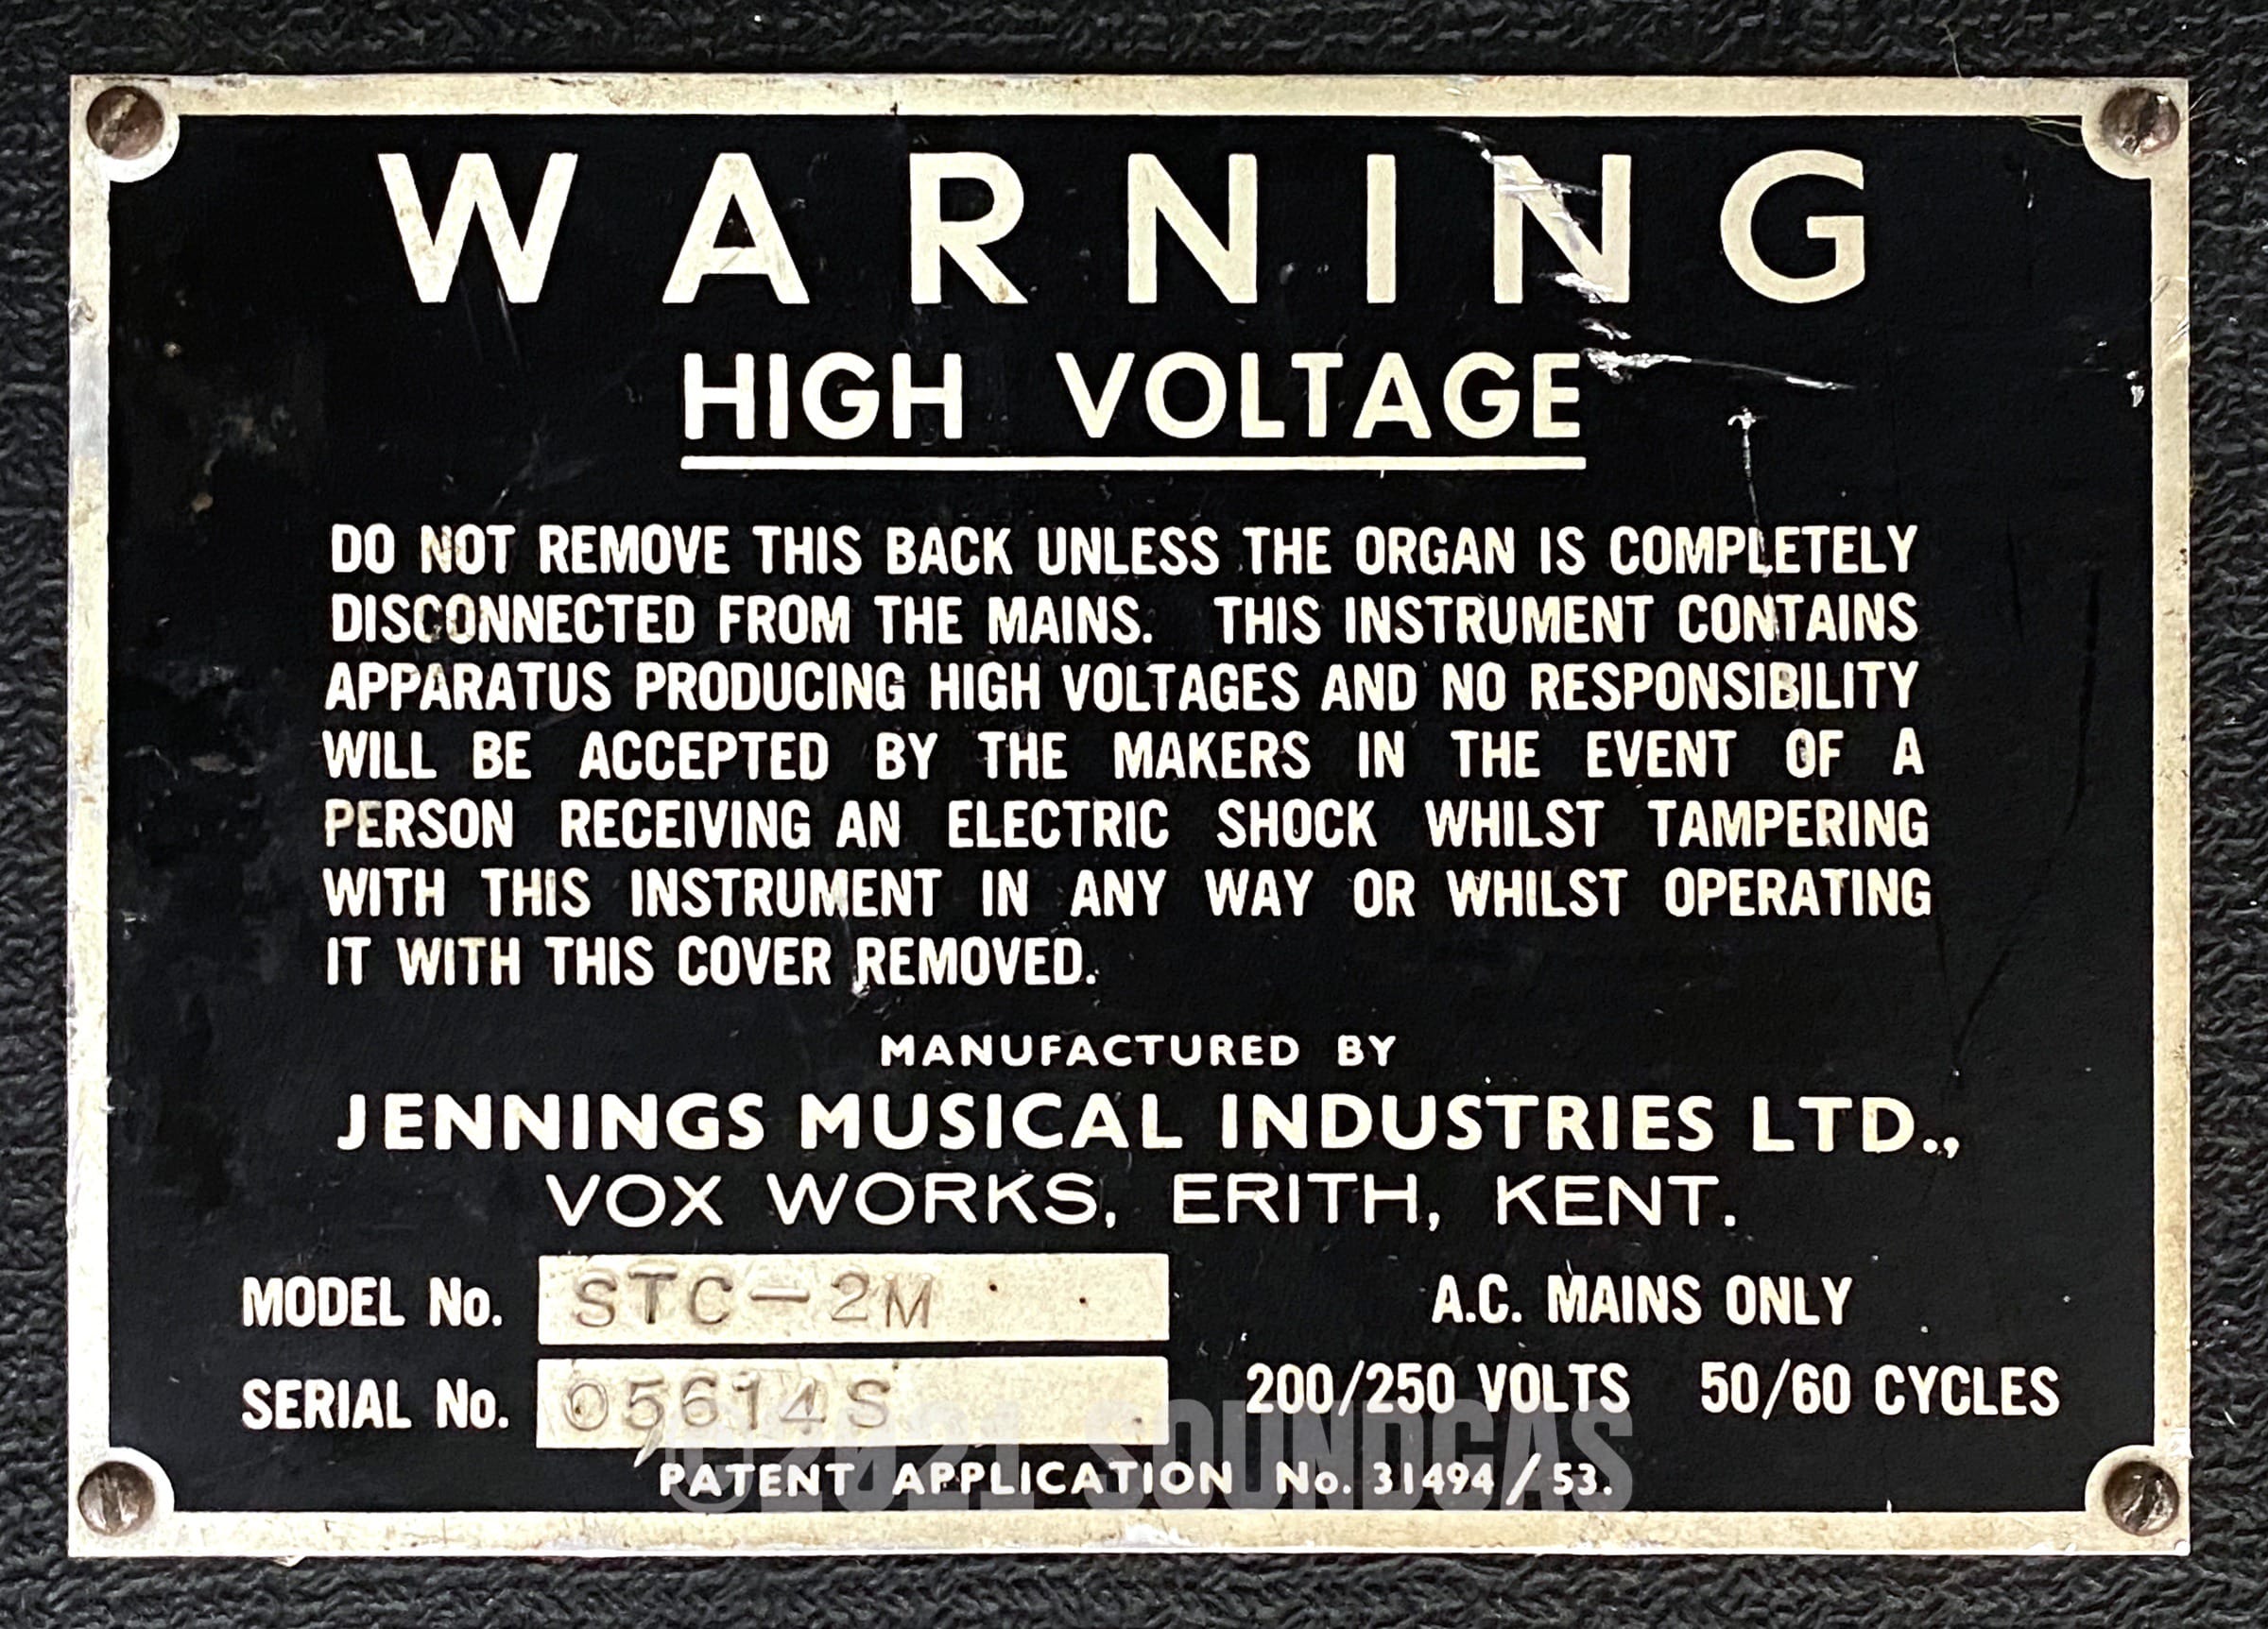 WARNING
HIGH VOLTAGE
DO NOT REMOVE THIS BACK UNLESS THE ORGAN IS COMPLETELY
DISCONNECTED FROM THE MAINS. THIS INSTRUMENT CONTAINS
APPARATUS PRODUCING HIGH VOLTAGES AND NO RESPONSIBILITY
WILL BE ACCEPTED BY THE MAKERS IN THE EVENT OF A
PERSON RECEIVING AN ELECTRIC SHOCK WHILST TAMPERING
WITH THIS INSTRUMENT IN ANY WAY OR WHILST OPERATING
IT WITH THIS COVER REMOVED.
MANUFACTURED BY
JENNINGS MUSICAL INDUSTRIES LTD.,
VOX WORKS, ERITH, KENT.
MODEL No. STC-2M A.C. MAINS ONLY
SERIAL No. 05614S 200/250 VOLTS 50/60 CYCLES
©2021 SOUNDGAS
PATENT APPLICATION No. 31494/53.